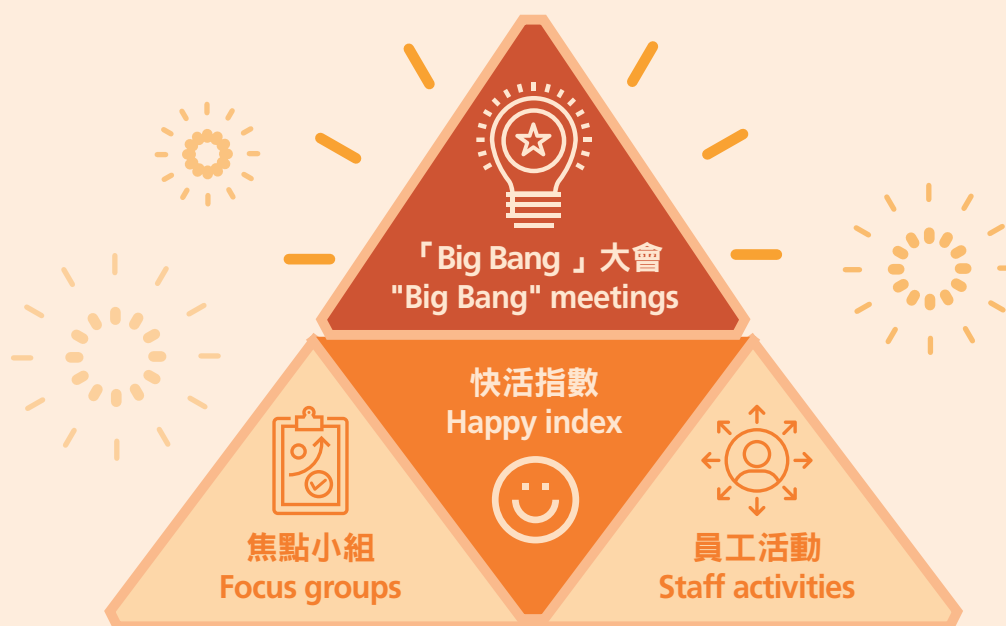 「Big Bang 」大會
"Big Bang" meetings
快活指數
Happy index
焦點小組
Focus groups
員工活動
Staff activities